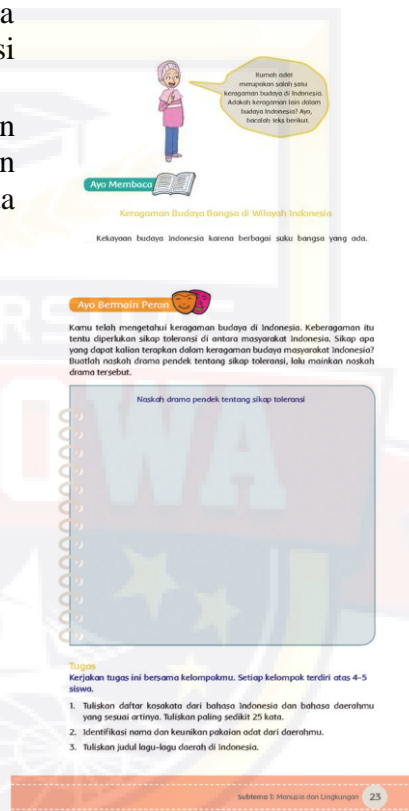 a
si
n
n
a
Rumah adat
merupakan salah satu
keragaman budaya di Indonesia.
Adakah keragaman lain dalam
budaya Indonesia? Ayo,
bacalah teks berikut.
Ayo Membaca
Keragaman Budaya Bangsa di Wilayah Indonesia
Kekayaan budaya Indonesia karena berbagai suku bangsa yang ada.
Ayo Bermain Peran
Kamu telah mengetahui keragaman budaya di Indonesia. Keberagaman itu
tentu diperlukan sikap toleransi di antara masyarakat Indonesia. Sikap apa
yang dapat kalian terapkan dalam keragaman budaya masyarakat Indonesia?
Buatlah naskah drama pendek tentang sikap toleransi, lalu mainkan naskah
drama tersebut.
Naskah drama pendek tentang sikap toleransi
Tugas
Kerjakan tugas ini bersama kelompokmu. Setiap kelompok terdiri atas 4-5
siswa.
1. Tuliskan daftar kosakata dari bahasa Indonesia dan bahasa daerahmu
yang sesuai artinya. Tuliskan paling sedikit 25 kata.
2. Identifikasi nama dan keunikan pakaian adat dari daerahmu.
3. Tuliskan judul lagu-lagu daerah di Indonesia.
Subtema 1: Manusia dan Lingkungan 23